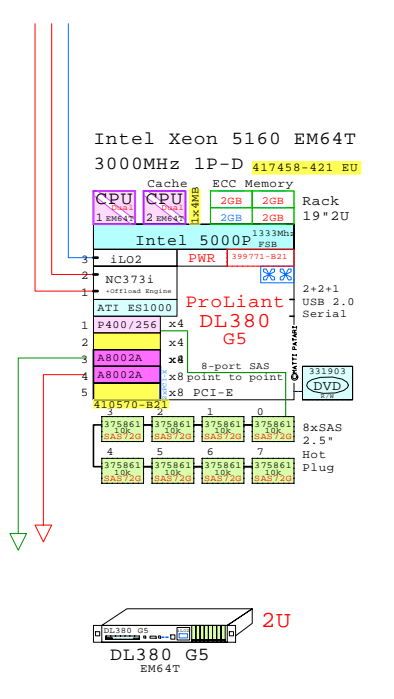 Intel Xeon 5160 EM64T
3000MHz 1P-D 417458-421 EU
Cache ECC Memory
CPU Dual 1 EM64T
CPU Dual 2 EM64T
1x4MB
2GB 2GB
2GB 2GB
Rack
19"2U
Intel 5000P 1333Mhz FSB
3 iLO2 PWR 399771-B21
2 NC373i
1 +Offload Engine
ATI ES1000
ProLiant
DL380
G5
2+2+1
USB 2.0
Serial
1 P400/256 x4
2 x4
3 A8002A
4 A8002A x8
5 x8 PCI-E
8-port SAS
point to point
© MATTI PATARI
410570-B21
331903
DVD
R/W
3 2 1 0
375861 375861 375861 375861
10k 10k 10k 10k
SAS72G SAS72G SAS72G SAS72G
4 5 6 7
375861 375861 375861 375861
10k 10k 10k 10k
SAS72G SAS72G SAS72G SAS72G
8xSAS
2.5"
Hot
Plug
DL380 G5
2U
DL380 G5
EM64T